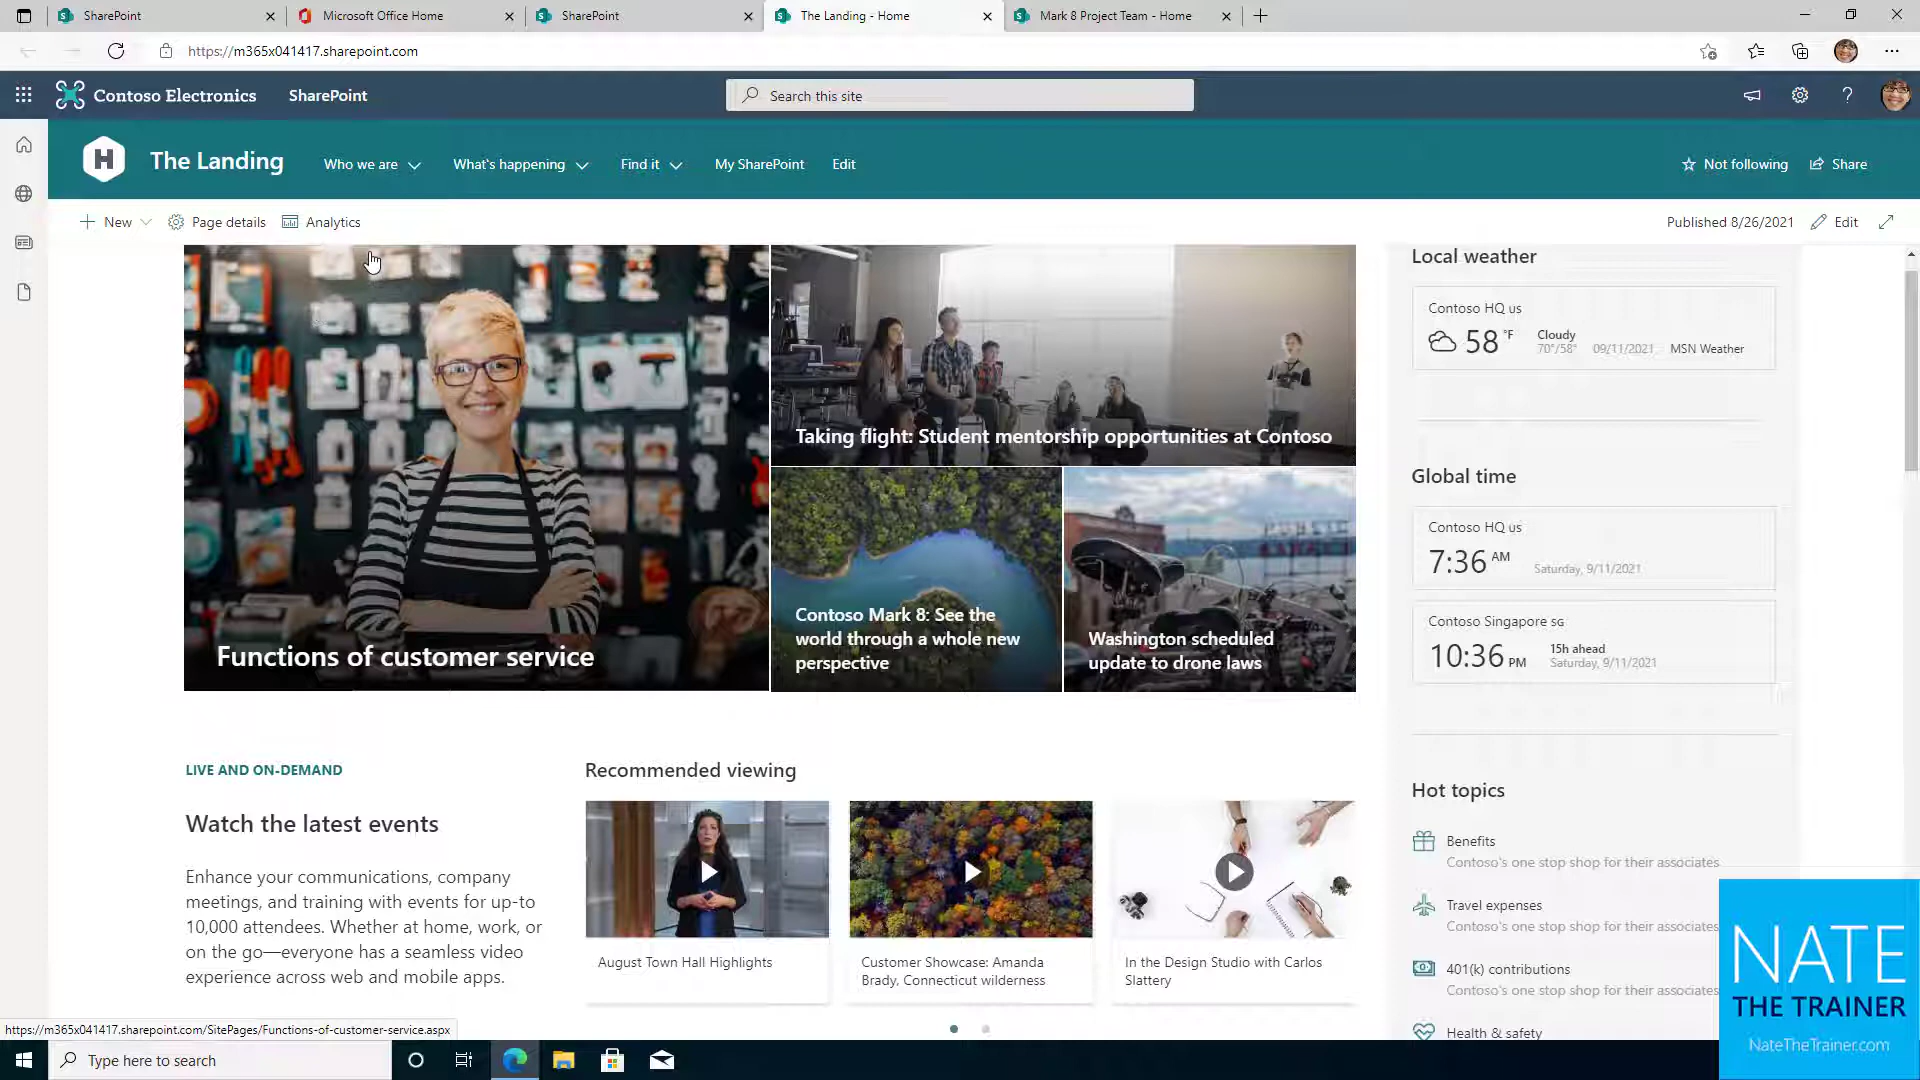 SharePoint
Microsoft Office Home
SharePoint
The Landing - Home
Mark 8 Project Team - Home
https://m365x041417.sharepoint.com
Contoso Electronics
SharePoint
Search this site
H
The Landing
Who we are
What's happening
Find it
My SharePoint
Edit
Not following
Share
New
Page details
Analytics
Published 8/26/2021
Edit
Functions of customer service
Taking flight: Student mentorship opportunities at Contoso
Contoso Mark 8: See the
world through a whole new
perspective
Washington scheduled
update to drone laws
Local weather
Contoso HQ us
58 °F
Cloudy
70°/58°
09/11/2021
MSN Weather
Global time
Contoso HQ us
7:36 AM
Saturday, 9/11/2021
Contoso Singapore sg
10:36 PM
15h ahead
Saturday, 9/11/2021
LIVE AND ON-DEMAND
Watch the latest events
Enhance your communications, company
meetings, and training with events for up-to
10,000 attendees. Whether at home, work, or
on the go—everyone has a seamless video
experience across web and mobile apps.
Recommended viewing
August Town Hall Highlights
Customer Showcase: Amanda
Brady, Connecticut wilderness
In the Design Studio with Carlos
Slattery
Hot topics
Benefits
Contoso's one stop shop for their associates
Travel expenses
Contoso's one stop shop for their associates
401(k) contributions
Contoso's one stop shop for their associates
Health & safety
https://m365x041417.sharepoint.com/SitePages/Functions-of-customer-service.aspx
Type here to search
NATE
THE TRAINER
NateTheTrainer.com